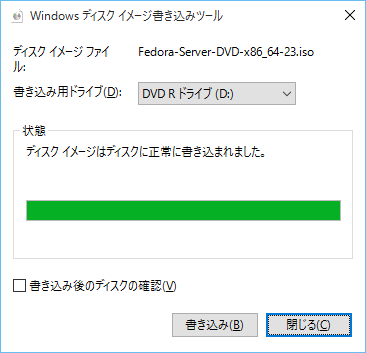 Windows ディスク イメージ書き込みツール
ディスク イメージ ファイ
ル:
Fedora-Server-DVD-x86_64-23.iso
書き込み用ドライブ(D):
DVD R ドライブ (D:)
状態
ディスク イメージはディスクに正常に書き込まれました。
書き込み後のディスクの確認(V)
書き込み(B)
閉じる(C)